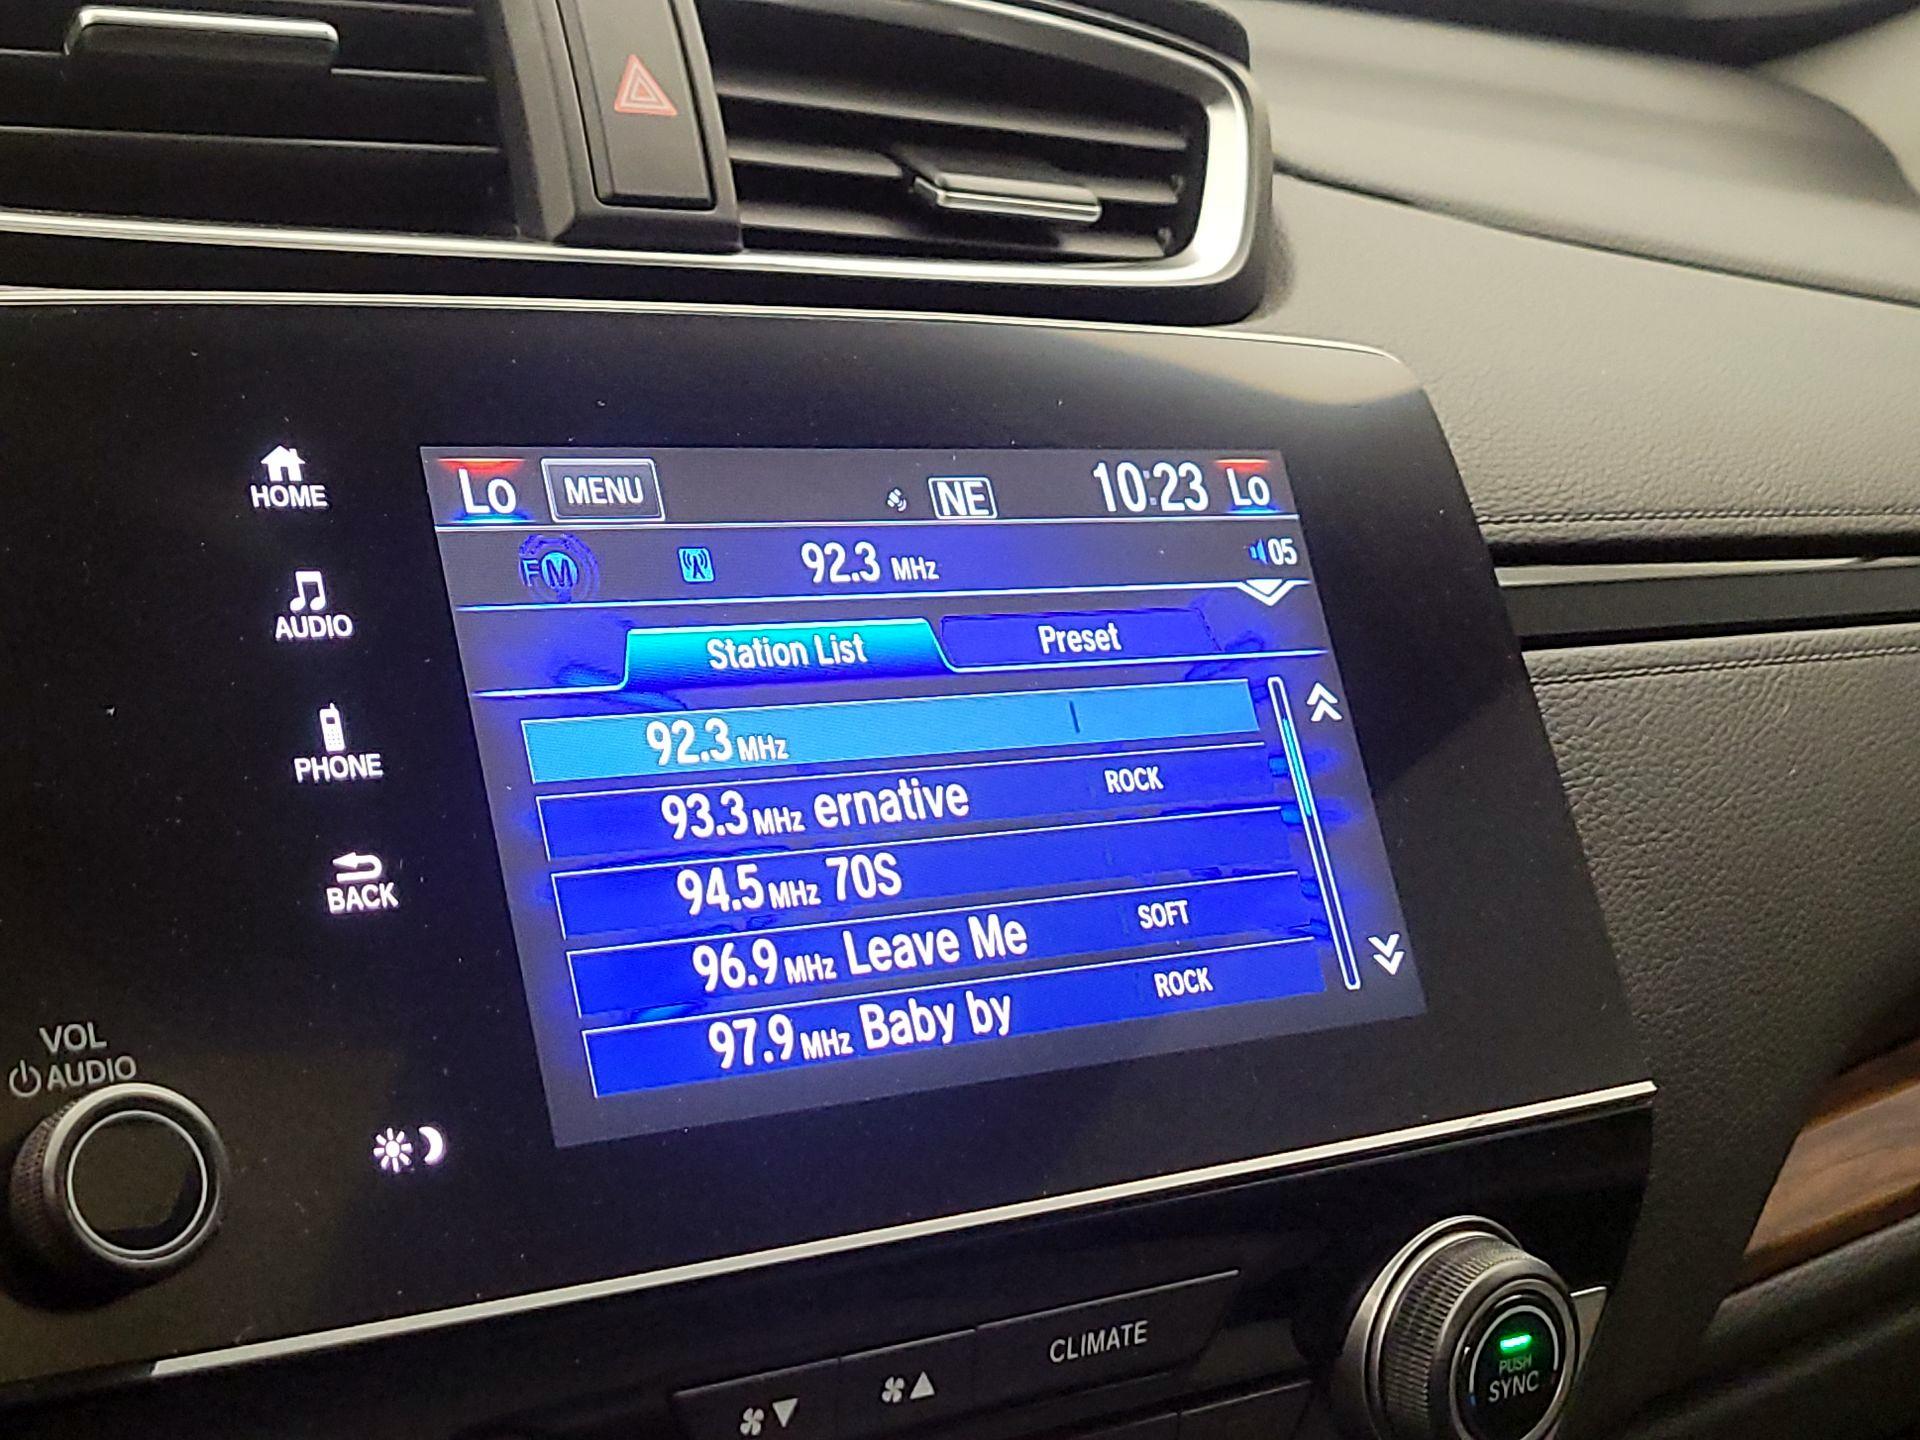 HOME
AUDIO
PHONE
BACK
VOL
AUDIO
Lo MENU NE 10:23 Lo
FM 92.3 MHz 05
Station List Preset
92.3 MHz
93.3 MHz ernative ROCK
94.5 MHz 70S
96.9 MHz Leave Me SOFT
97.9 MHz Baby by ROCK
CLIMATE
PUSH
SYNC